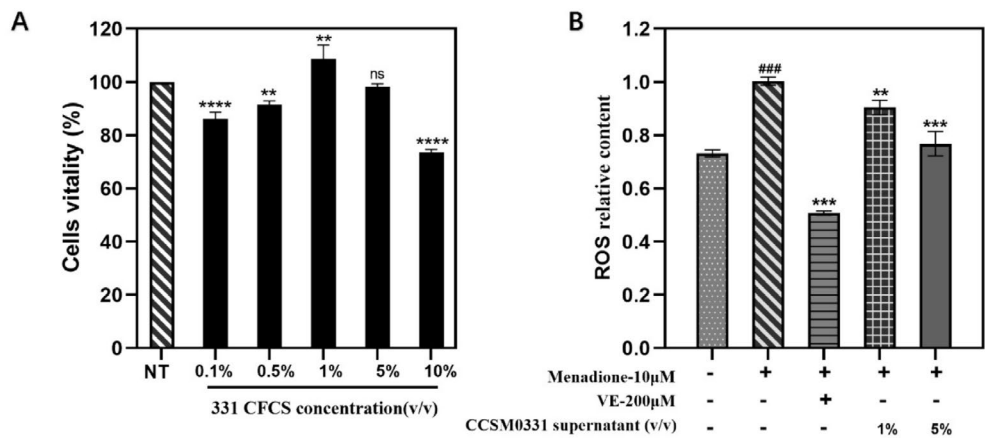 A
Cells vitality (%)
120
100
80
60
40
20
0
****
**
**
ns
****
NT 0.1% 0.5% 1% 5% 10%
331 CFCS concentration(v/v)
B
ROS relative content
1.2
1.0
0.8
0.6
0.4
0.2
0.0
###
***
**
***
Menadione-10μM - + + + +
VE-200μM - - + - -
CCSM0331 supernatant (v/v) - - - 1% 5%